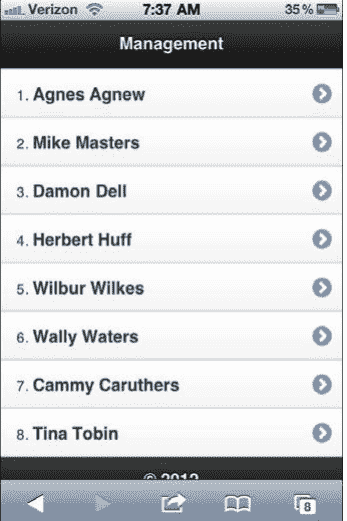 Verizon 7:37 AM 35%
Management
1. Agnes Agnew
2. Mike Masters
3. Damon Dell
4. Herbert Huff
5. Wilbur Wilkes
6. Wally Waters
7. Cammy Caruthers
8. Tina Tobin
© 2012
8